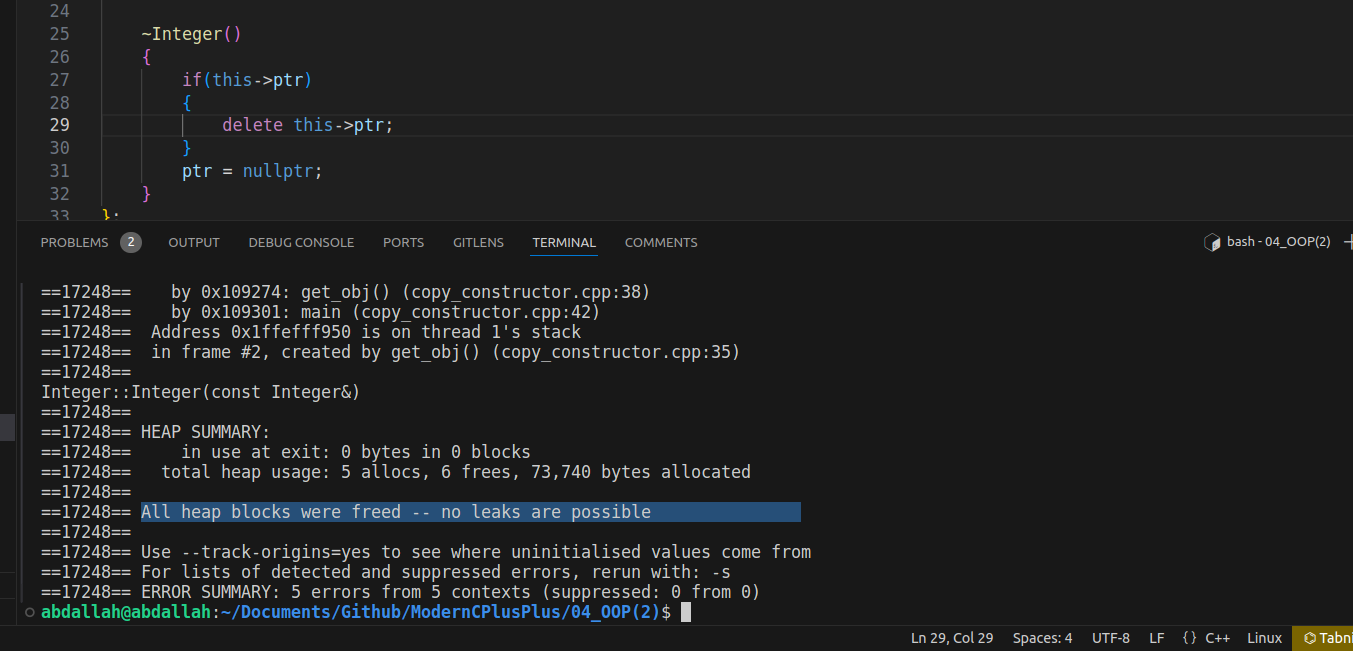 24
25 ~Integer()
26 {
27 if(this->ptr)
28 {
29 delete this->ptr;
30 }
31 ptr = nullptr;
32 }
33 };
PROBLEMS 2 OUTPUT DEBUG CONSOLE PORTS GITLENS TERMINAL COMMENTS bash - 04_OOP(2)
==17248==    by 0x109274: get_obj() (copy_constructor.cpp:38)
==17248==    by 0x109301: main (copy_constructor.cpp:42)
==17248==  Address 0x1ffefff950 is on thread 1's stack
==17248==  in frame #2, created by get_obj() (copy_constructor.cpp:35)
==17248==
Integer::Integer(const Integer&)
==17248==
==17248== HEAP SUMMARY:
==17248==     in use at exit: 0 bytes in 0 blocks
==17248==   total heap usage: 5 allocs, 6 frees, 73,740 bytes allocated
==17248==
==17248== All heap blocks were freed -- no leaks are possible
==17248==
==17248== Use --track-origins=yes to see where uninitialised values come from
==17248== For lists of detected and suppressed errors, rerun with: -s
==17248== ERROR SUMMARY: 5 errors from 5 contexts (suppressed: 0 from 0)
abdallah@abdallah:~/Documents/Github/ModernCPlusPlus/04_OOP(2)$
Ln 29, Col 29 Spaces: 4 UTF-8 LF {} C++ Linux Tabni